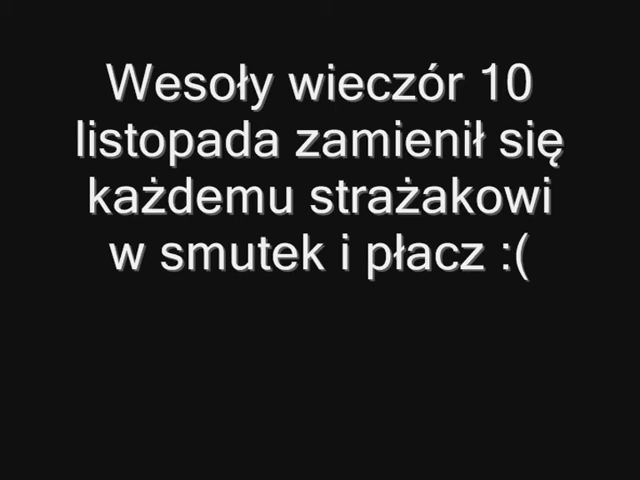 Wesoły wieczór 10
listopada zamienił się
każdemu strażakowi
w smutek i płacz :(